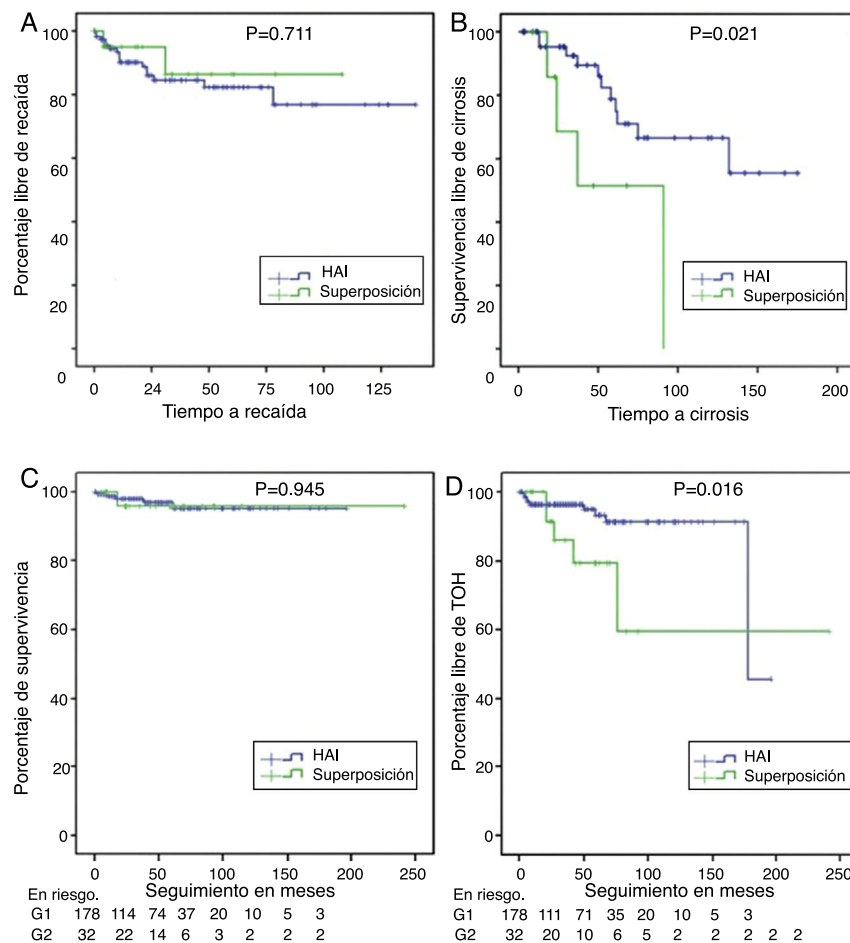 A
P=0.711
Porcentaje libre de recaída
100
80
60
40
20
0
HAI
Superposición
0 25 24 50 75 100 125
Tiempo a recaída
B
P=0.021
Supervivencia libre de cirrosis
100
80
60
40
20
0
HAI
Superposición
0 50 100 150 200
Tiempo a cirrosis
C
P=0.945
Porcentaje de supervivencia
100
80
60
40
20
0
HAI
Superposición
0 50 100 150 200 250
Seguimiento en meses
En riesgo.
G1 178 114 74 37 20 10 5 3
G2 32 22 14 6 3 2 2 2
D
P=0.016
Porcentaje libre de TOH
100
80
60
40
20
0
HAI
Superposición
0 50 100 150 200 250
Seguimiento en meses
En riesgo.
G1 178 111 71 35 20 10 5 3
G2 32 20 10 6 5 2 2 2 2 2